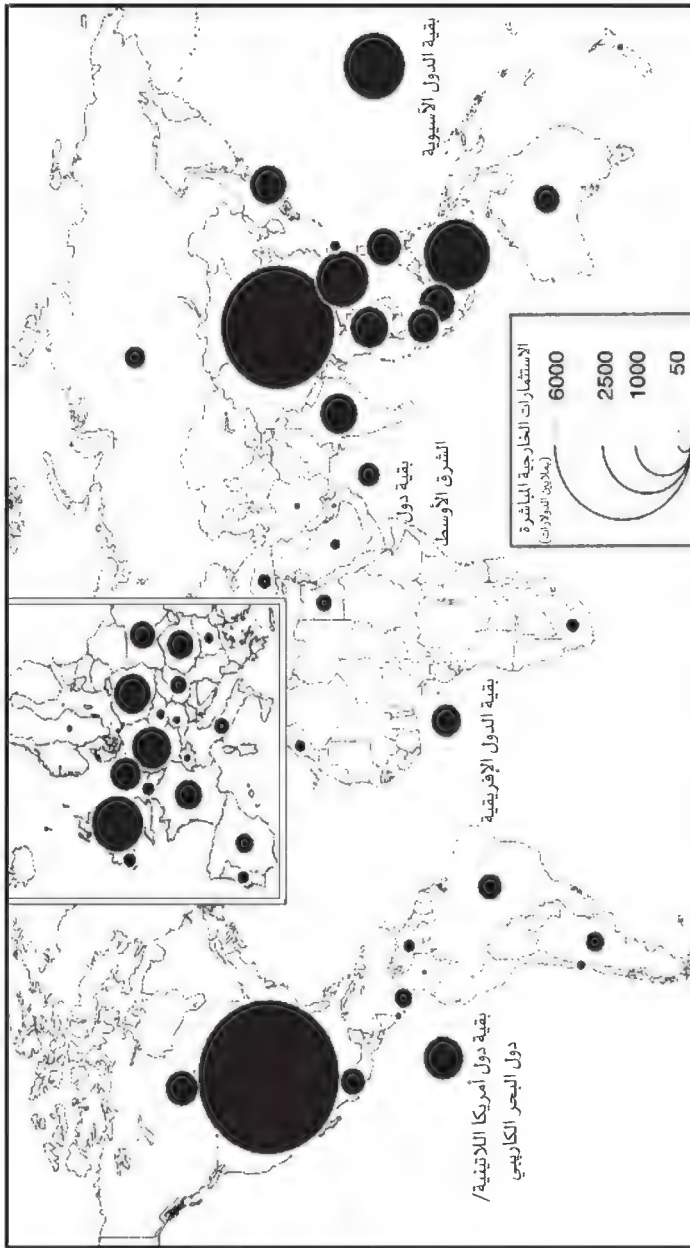 بقية الدول الآسيوية
بقية دول
الشرق الأوسط
بقية الدول الإفريقية
بقية دول أمريكا اللاتينية/
دول البحر الكاريبي
الاستثمارات الخارجية المباشرة
(بملايين الدولارات)
6000
2500
1000
50